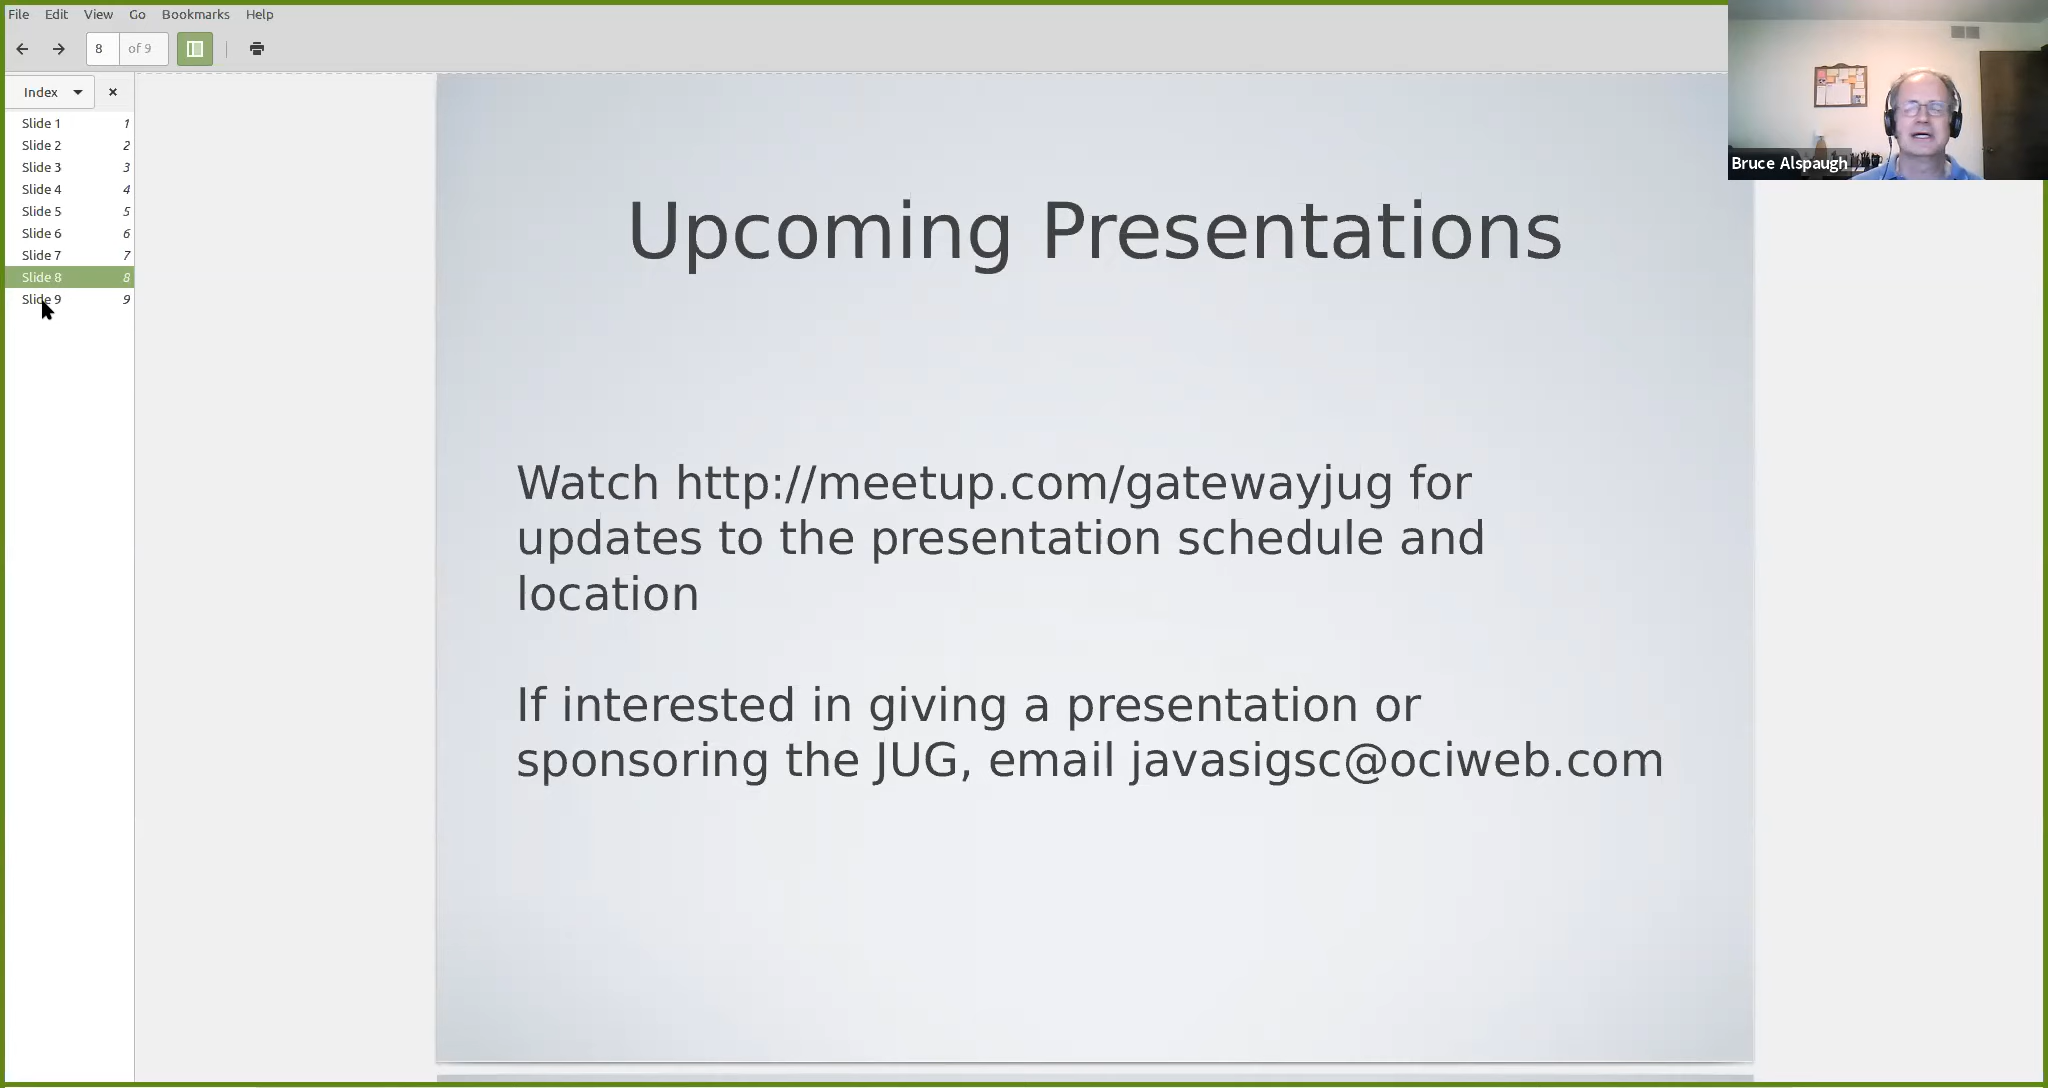 File Edit View Go Bookmarks Help
8 of 9
Index
Slide 1 1
Slide 2 2
Slide 3 3
Slide 4 4
Slide 5 5
Slide 6 6
Slide 7 7
Slide 8 8
Slide 9 9
Upcoming Presentations
Watch http://meetup.com/gatewayjug for
updates to the presentation schedule and
location
If interested in giving a presentation or
sponsoring the JUG, email javasigsc@ociweb.com
Bruce Alspaugh